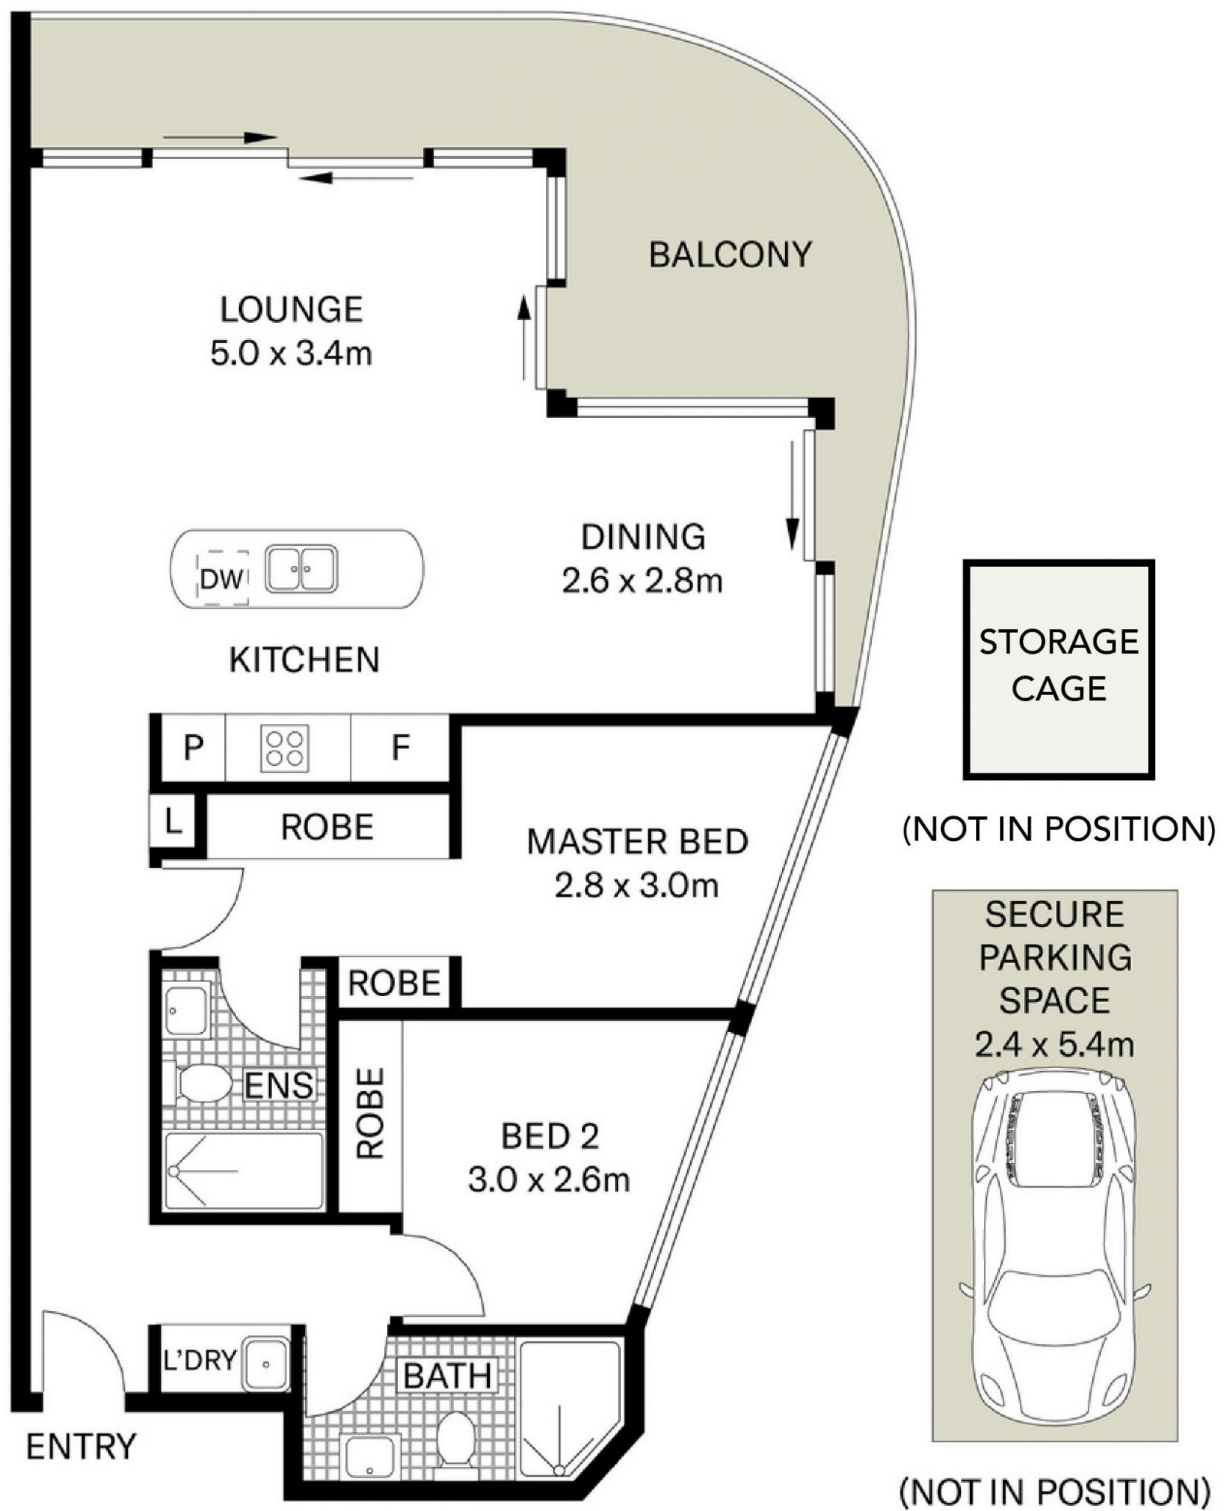 BALCONY
LOUNGE
5.0 x 3.4m
DINING
2.6 x 2.8m
DW
KITCHEN
STORAGE
CAGE
(NOT IN POSITION)
P
F
L
ROBE
MASTER BED
2.8 x 3.0m
ROBE
ENS
ROBE
BED 2
3.0 x 2.6m
SECURE
PARKING
SPACE
2.4 x 5.4m
(NOT IN POSITION)
L'DRY
BATH
ENTRY